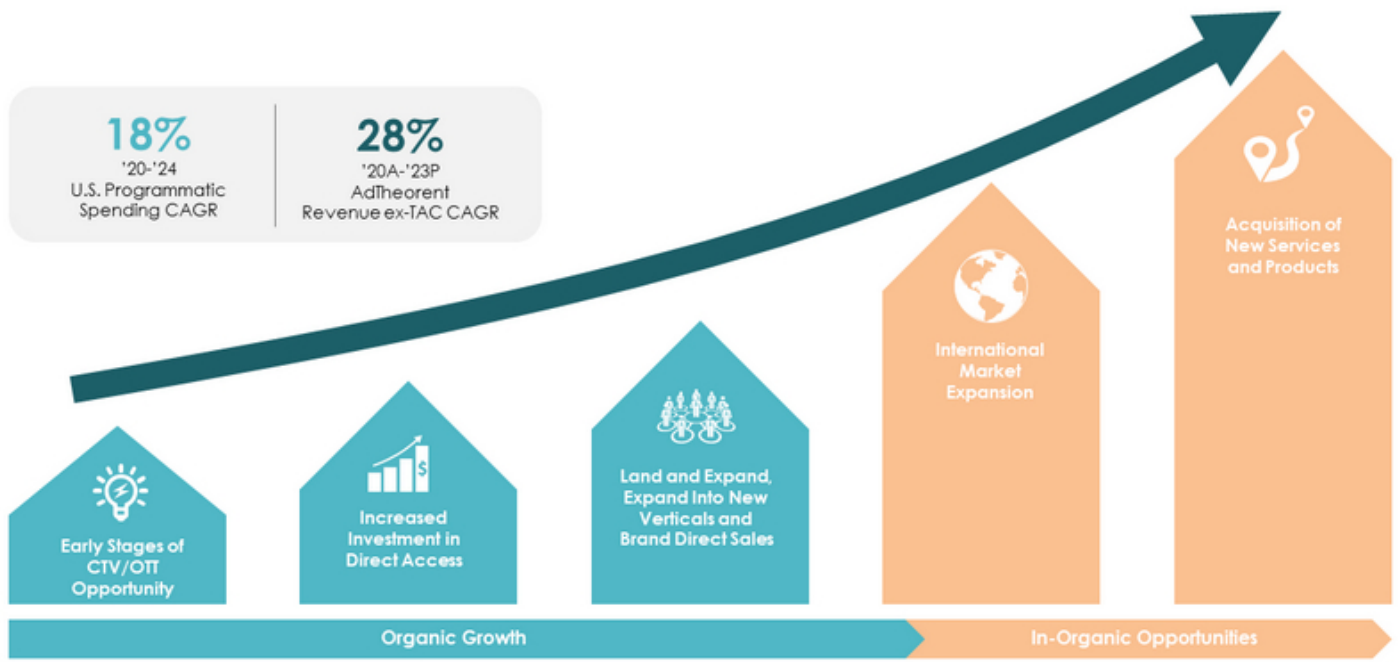 18%
'20-'24
U.S. Programmatic
Spending CAGR
28%
'20A-'23P
AdTheorent
Revenue ex-TAC CAGR
Early Stages of
CTV/OTT
Opportunity
Increased
Investment in
Direct Access
$
Land and Expand,
Expand Into New
Verticals and
Brand Direct Sales
International
Market
Expansion
Acquisition of
New Services
and Products
Organic Growth
In-Organic Opportunities